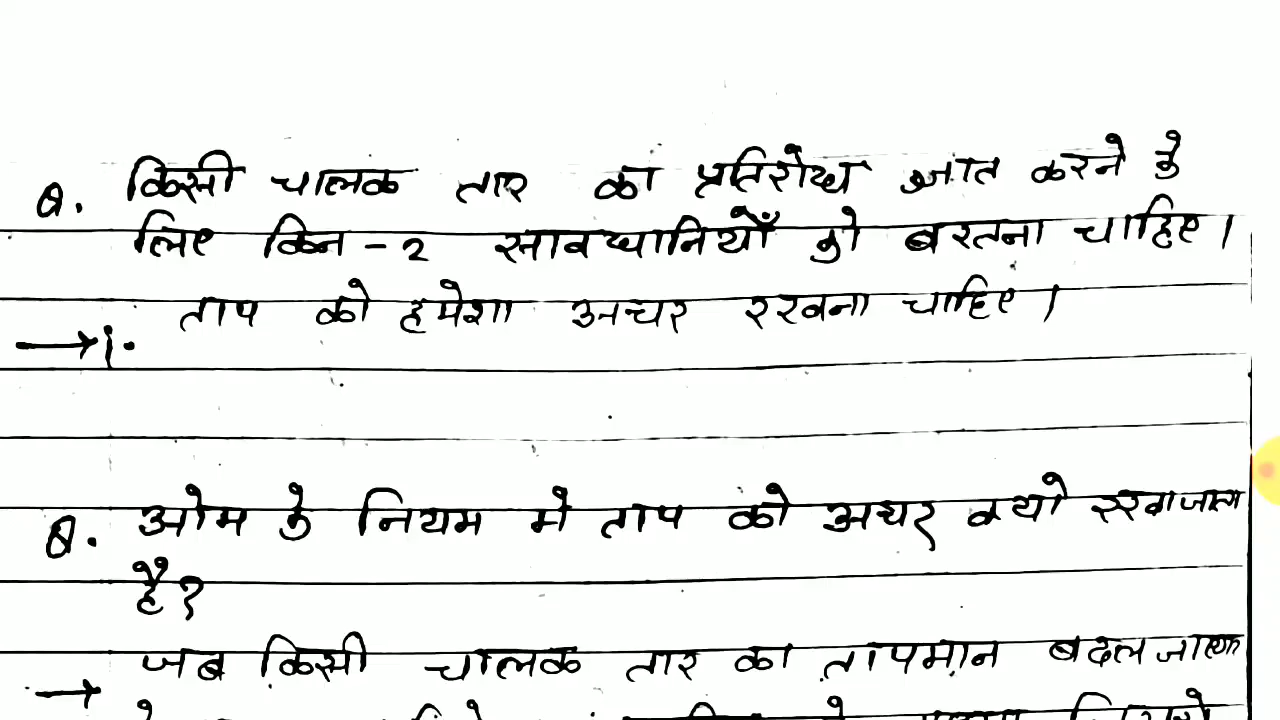 Q. किसी चालक तार का प्रतिरोध ज्ञात करने के
लिए किन-2 सावधानियों को बरतना चाहिए।
→ i. ताप को हमेशा अचर रखना चाहिए।
Q. ओम के नियम मे ताप को अचर क्यो रखा जाता
है?
→ जब किसी चालक तार का तापमान बदल जाता